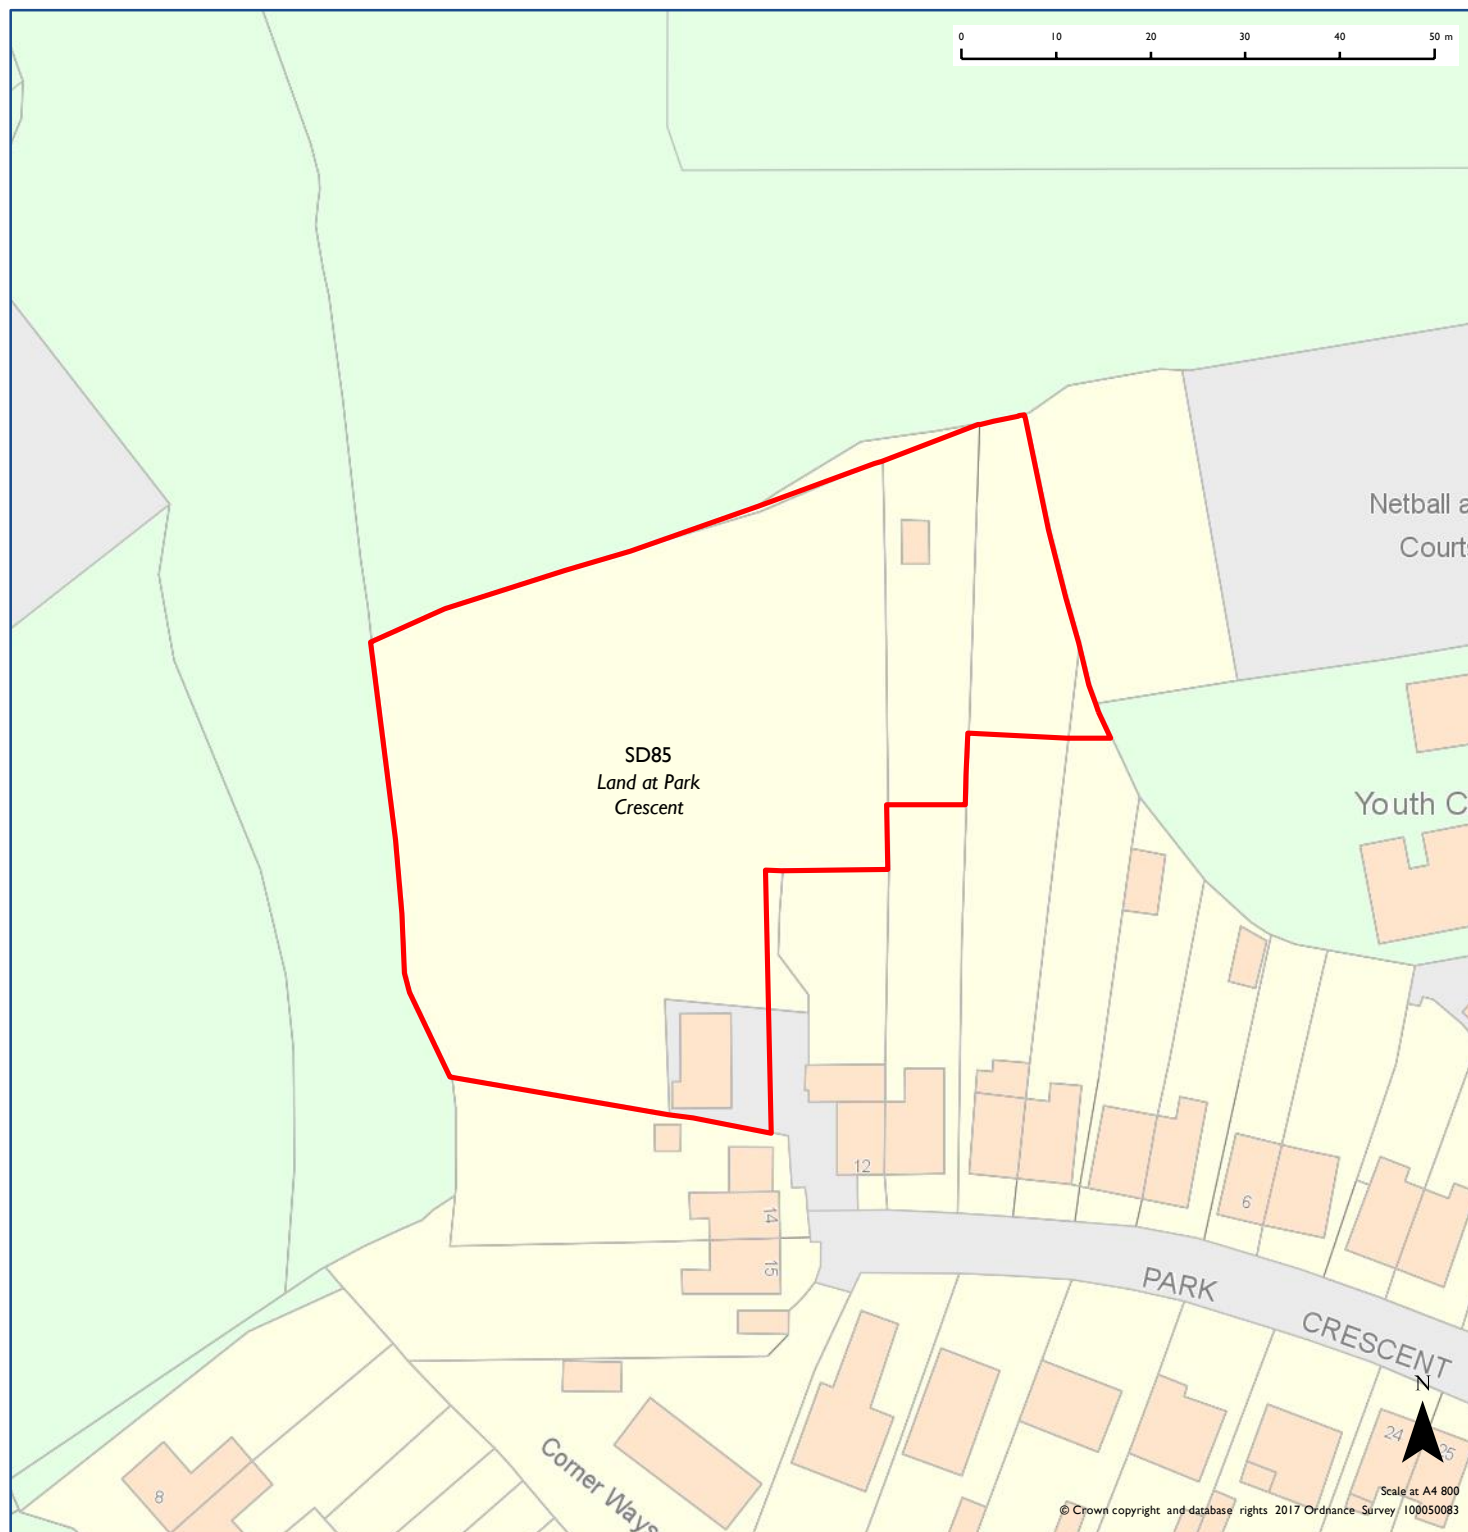 0 10 20 30 40 50 m
Netball a
Court
SD85
Land at Park
Crescent
Youth C
12
14
15
6
PARK
CRESCENT
N
Corner Ways
24
25
8
Scale at A4 800
© Crown copyright and database rights 2017 Ordnance Survey 100050083